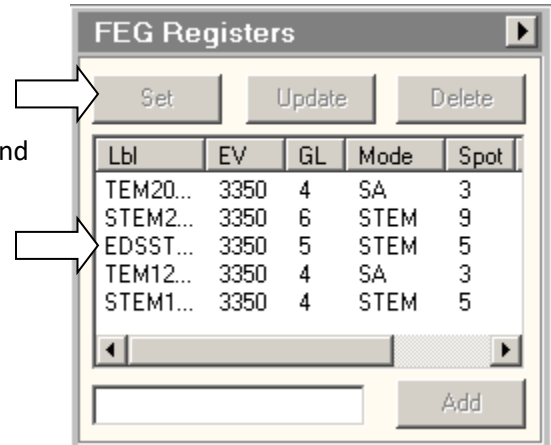 FEG Registers
Set Update Delete
nd
Lbl EV GL Mode Spot
TEM20... 3350 4 SA 3
STEM2... 3350 6 STEM 9
EDSST... 3350 5 STEM 5
TEM12... 3350 4 SA 3
STEM1... 3350 4 STEM 5
Add